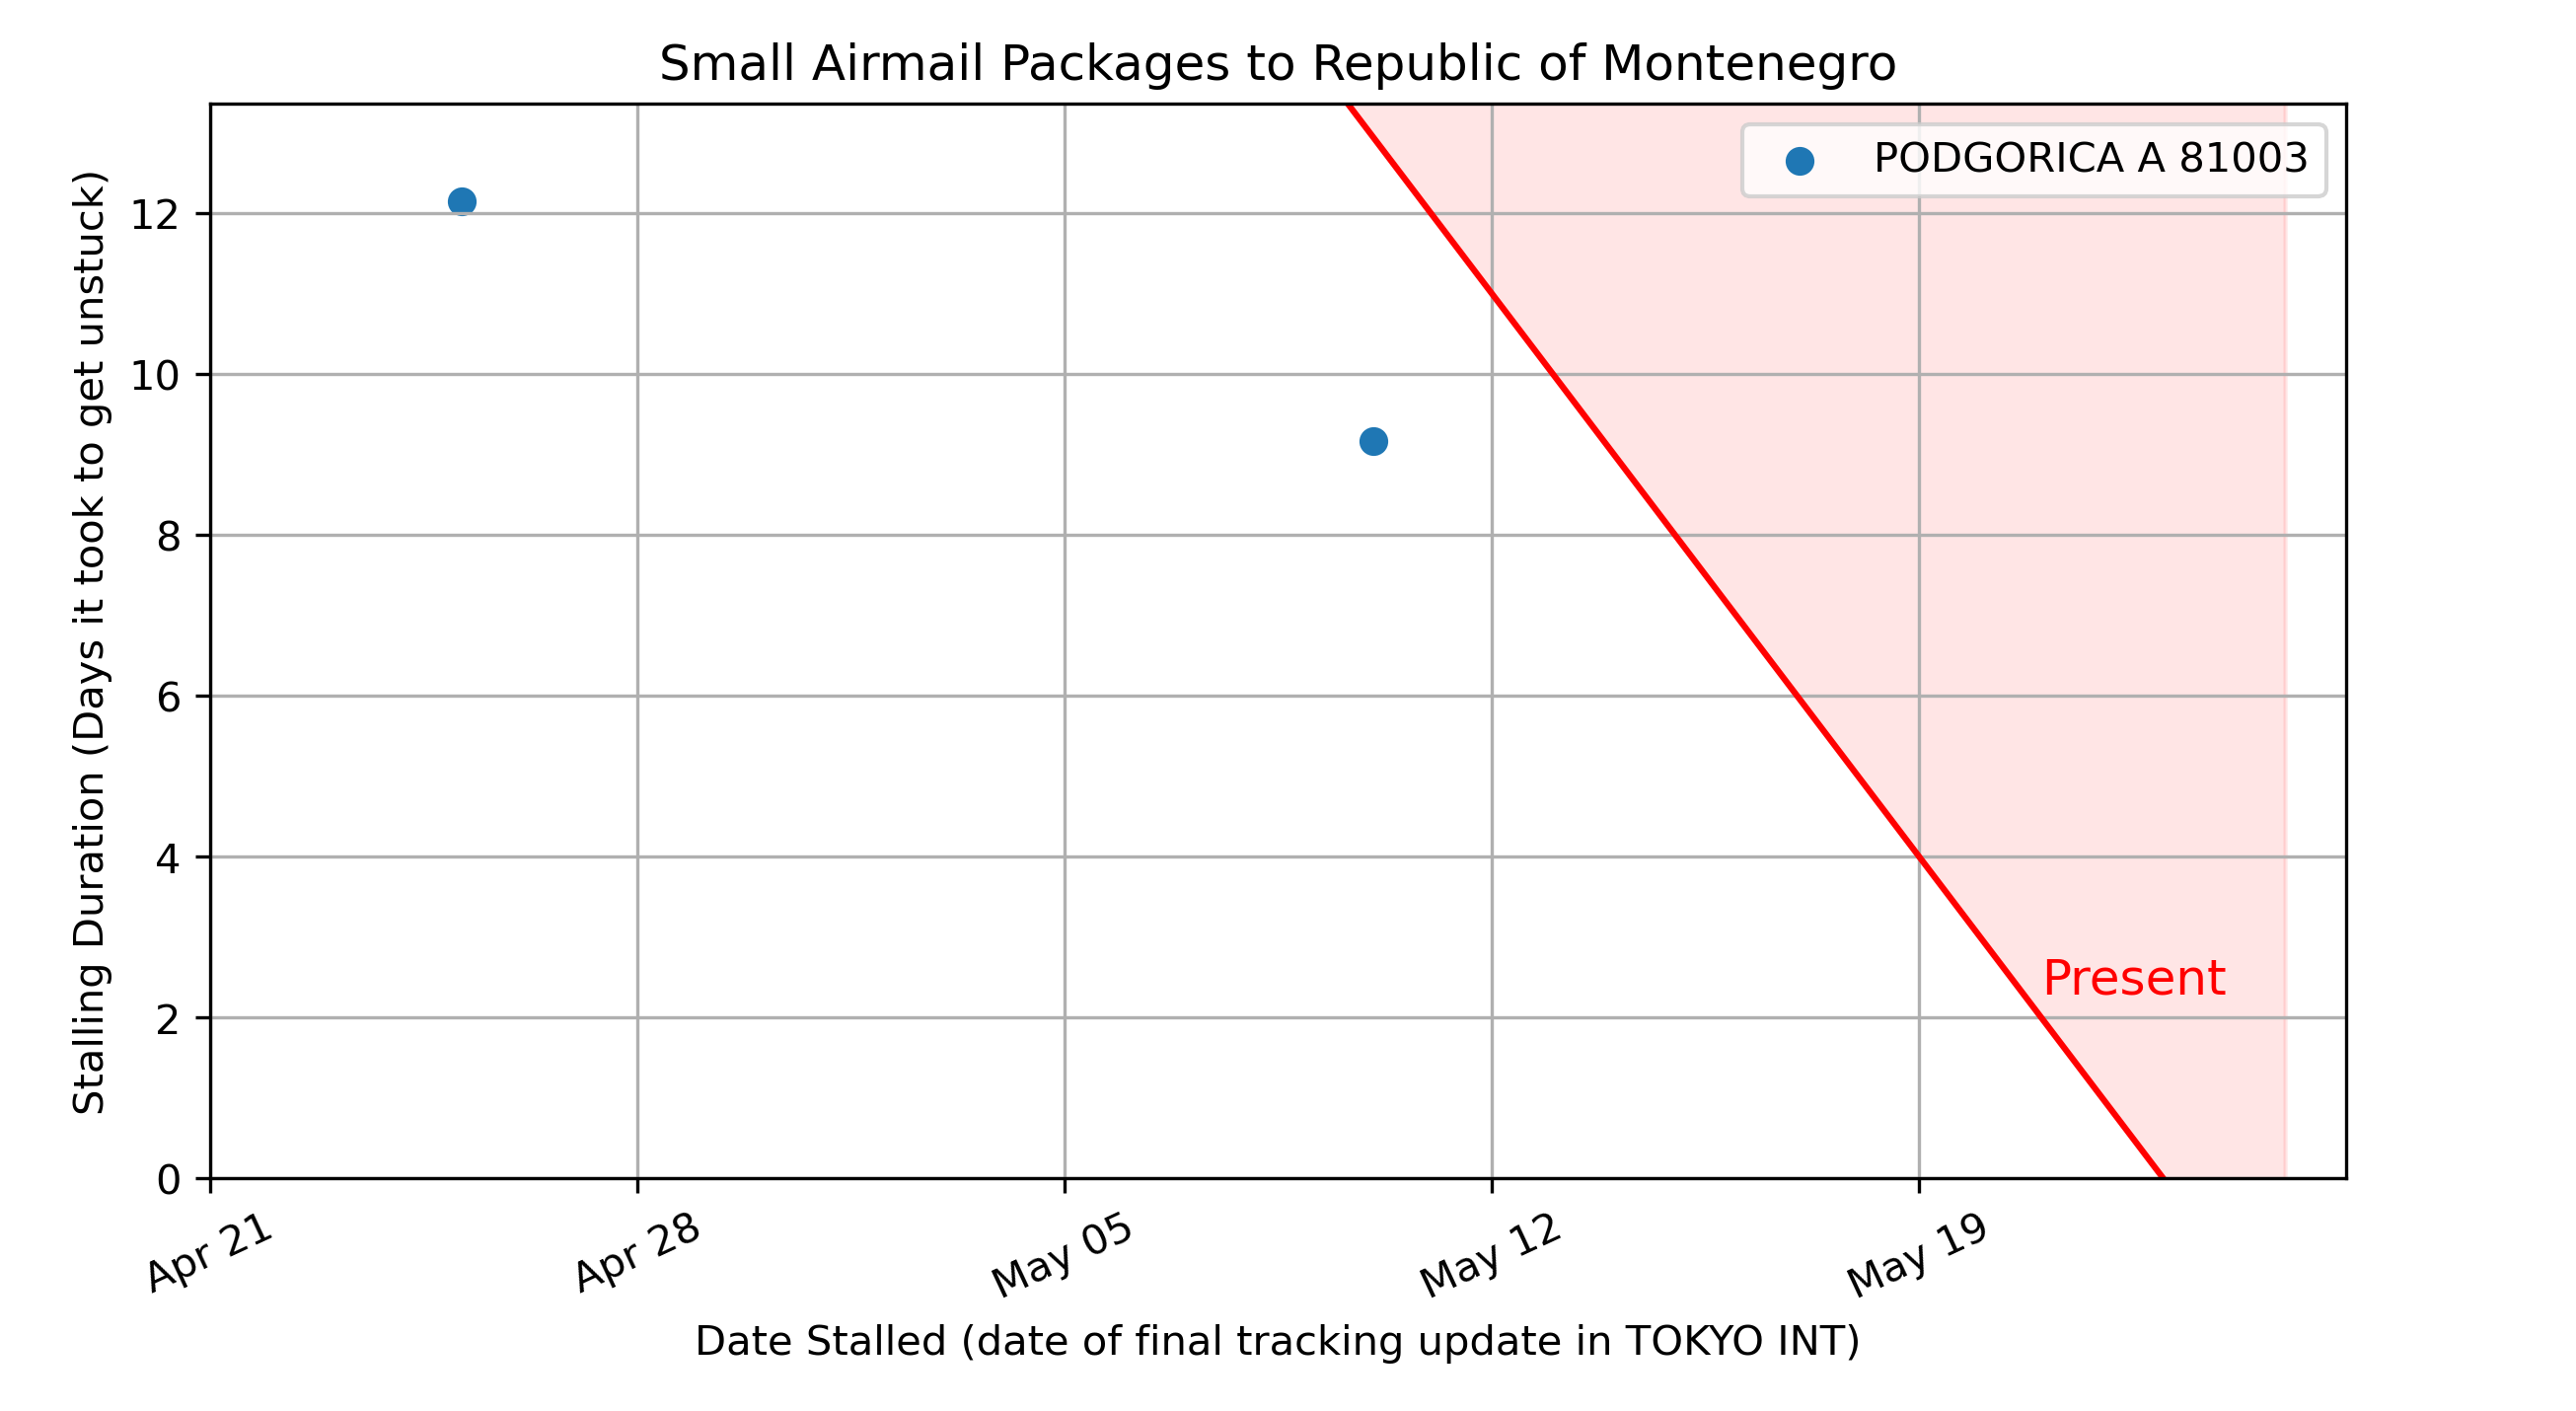 Small Airmail Packages to Republic of Montenegro
PODGORICA A 81003
Stalling Duration (Days it took to get unstuck)
12
10
8
6
4
2
0
Present
Apr 21
Apr 28
May 05
May 12
May 19
Date Stalled (date of final tracking update in TOKYO INT)